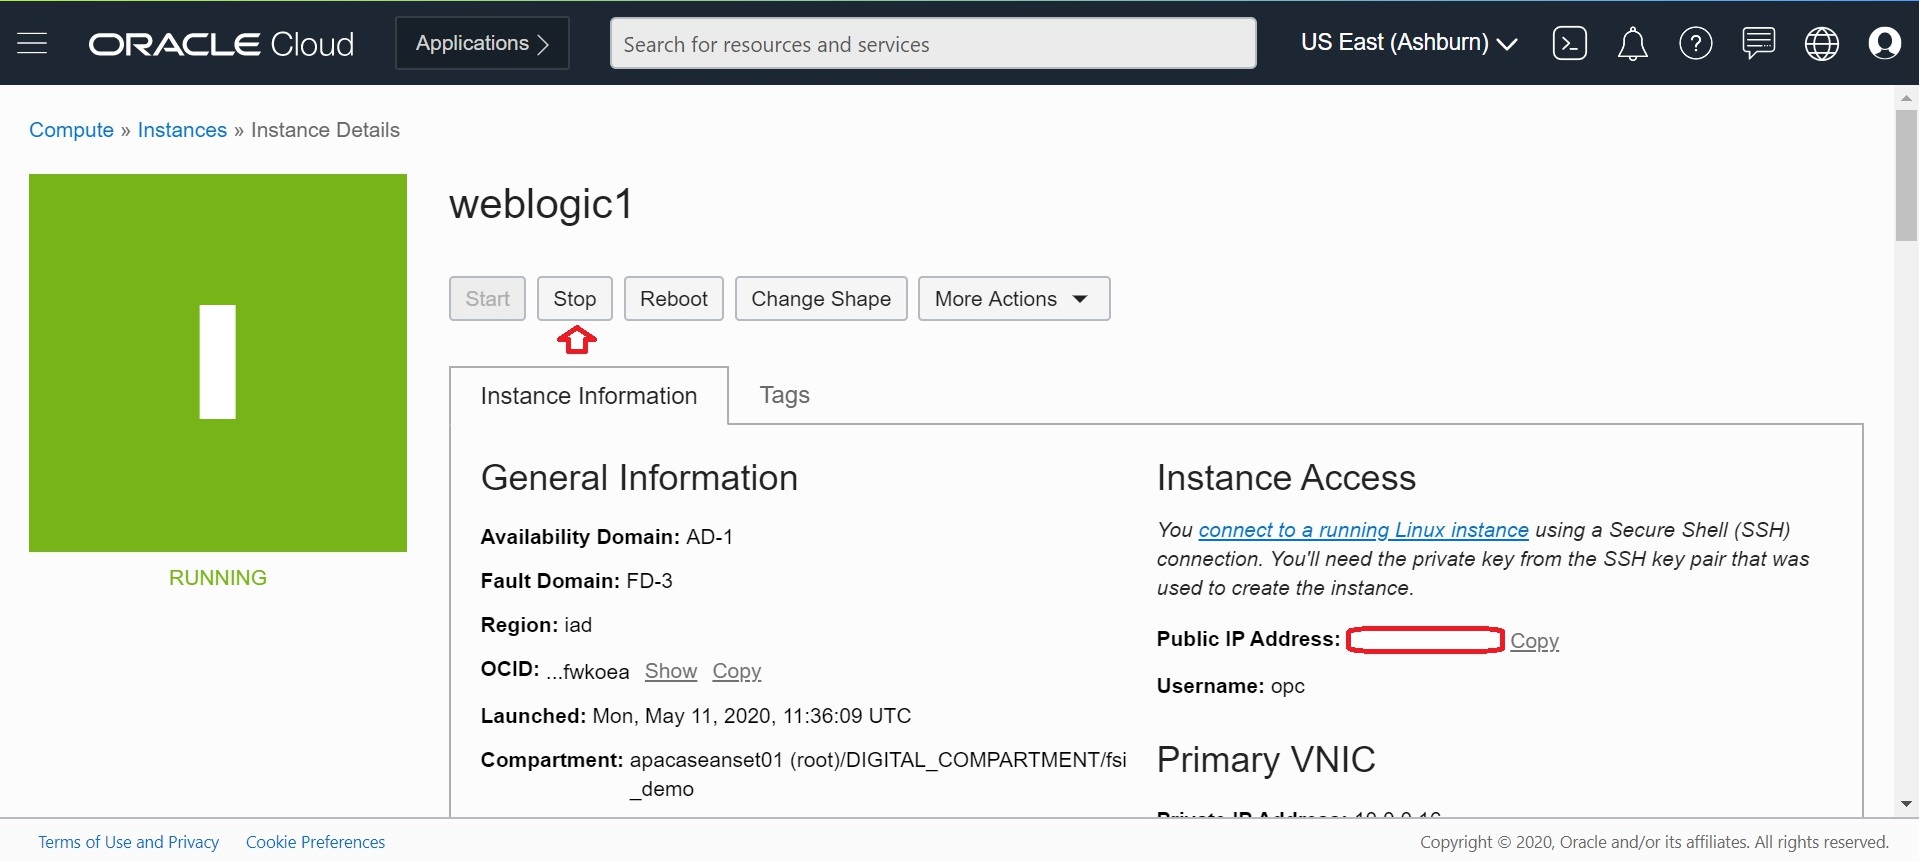 ORACLE Cloud
Applications
Search for resources and services
US East (Ashburn)
Compute » Instances » Instance Details
RUNNING
weblogic1
Start
Stop
Reboot
Change Shape
More Actions
Instance Information
Tags
General Information
Availability Domain: AD-1
Fault Domain: FD-3
Region: iad
OCID: ...fwkoea Show Copy
Launched: Mon, May 11, 2020, 11:36:09 UTC
Compartment: apacaseanset01 (root)/DIGITAL_COMPARTMENT/fsi
_demo
Instance Access
You connect to a running Linux instance using a Secure Shell (SSH)
connection. You'll need the private key from the SSH key pair that was
used to create the instance.
Public IP Address: Copy
Username: opc
Primary VNIC
Private IP Address:
Terms of Use and Privacy
Cookie Preferences
Copyright © 2020, Oracle and/or its affiliates. All rights reserved.